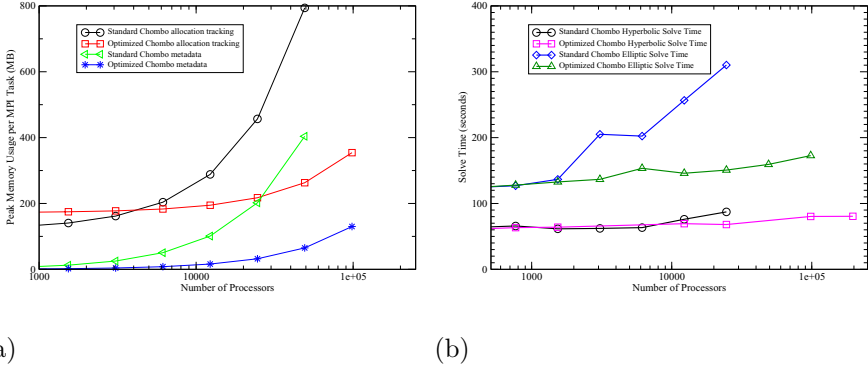 800
600
400
200
0
Peak Memory Usage per MPI Task (MB)
Standard Chombo allocation tracking
Optimized Chombo allocation tracking
Standard Chombo metadata
Optimized Chombo metadata
1000
10000
1e+05
Number of Processors
400
300
200
100
0
Solve Time (seconds)
Standard Chombo Hyperbolic Solve Time
Optimized Chombo Hyperbolic Solve Time
Standard Chombo Elliptic Solve Time
Optimized Chombo Elliptic Solve Time
1000
10000
1e+05
Number of Processors
a)
(b)